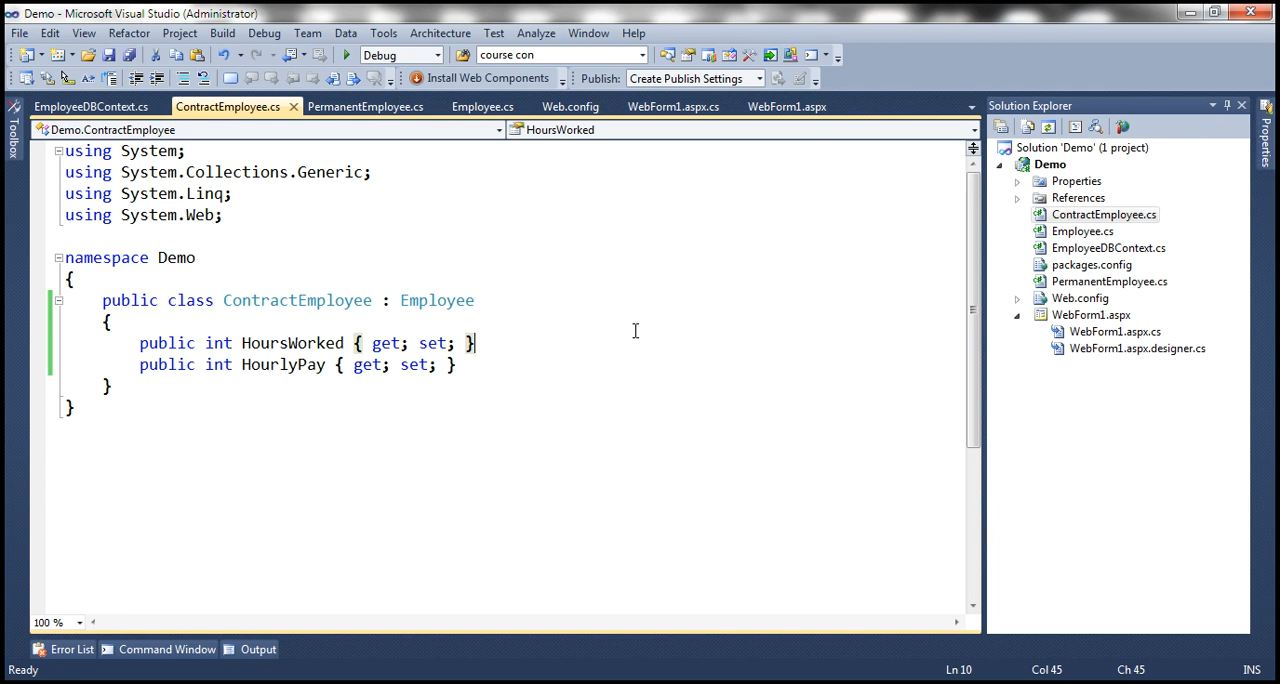 Demo - Microsoft Visual Studio (Administrator)
File Edit View Refactor Project Build Debug Team Data Tools Architecture Test Analyze Window Help
Debug course con
Install Web Components Publish: Create Publish Settings
EmployeeDBContext.cs ContractEmployee.cs PermanentEmployee.cs Employee.cs Web.config WebForm1.aspx.cs WebForm1.aspx
Demo.ContractEmployee HoursWorked
Toolbox
using System;
using System.Collections.Generic;
using System.Linq;
using System.Web;
namespace Demo
{
public class ContractEmployee : Employee
{
public int HoursWorked { get; set; }
public int HourlyPay { get; set; }
}
}
100 %
Solution Explorer
Solution 'Demo' (1 project)
Demo
Properties
References
ContractEmployee.cs
Employee.cs
EmployeeDBContext.cs
packages.config
PermanentEmployee.cs
Web.config
WebForm1.aspx
WebForm1.aspx.cs
WebForm1.aspx.designer.cs
Properties
Error List Command Window Output
Ready Ln 10 Col 45 Ch 45 INS